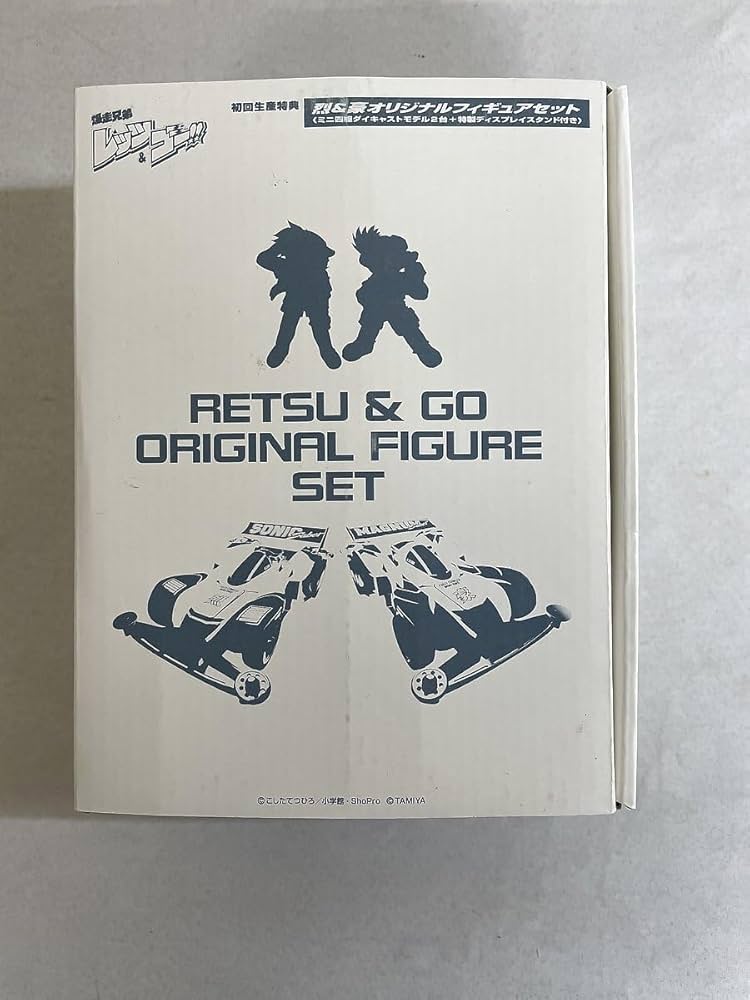 爆走兄弟
レッツ
&
ゴー!!
初回生産特典
烈&豪オリジナルフィギュアセット
(ミニ四駆ダイキャストモデル2台+特製ディスプレイスタンド付き)
RETSU & GO
ORIGINAL FIGURE
SET
SONIC Saber
MAGNUM
©こしたてつひろ/小学館・ShoPro ©TAMIYA